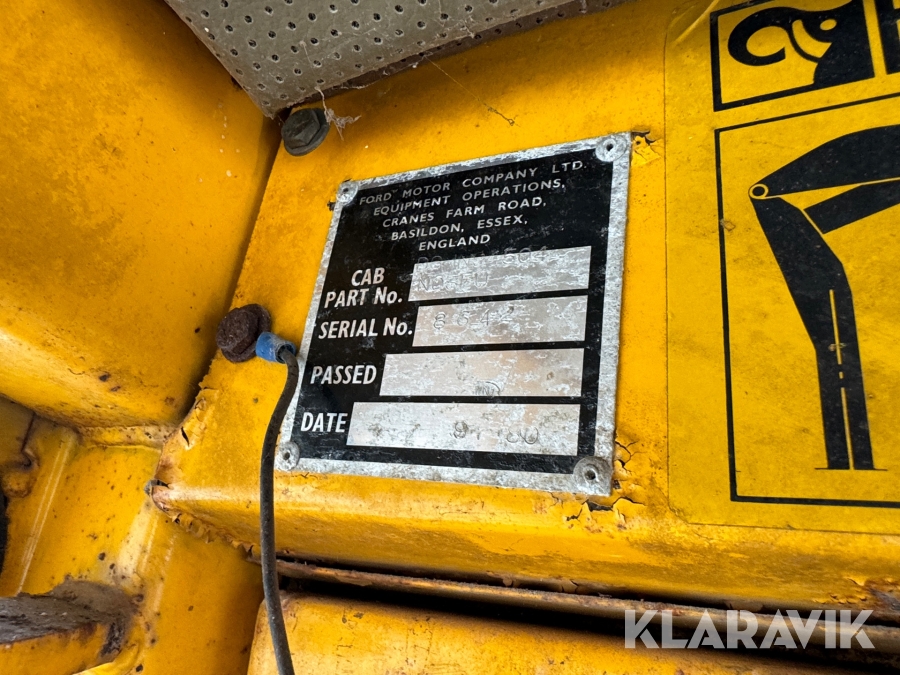 FORD MOTOR COMPANY LTD.
EQUIPMENT OPERATIONS,
CRANES FARM ROAD,
BASILDON, ESSEX,
ENGLAND
CAB
PART No.
SERIAL No.
PASSED
DATE
KLARAVIK